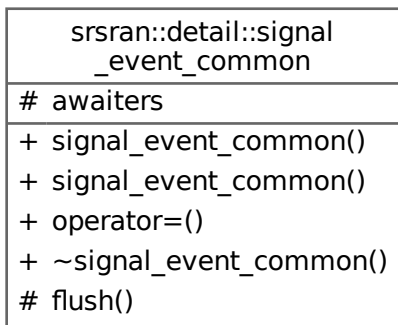 srsran::detail::signal
_event_common
# awaiters
+ signal_event_common()
+ signal_event_common()
+ operator=()
+ ~signal_event_common()
# flush()